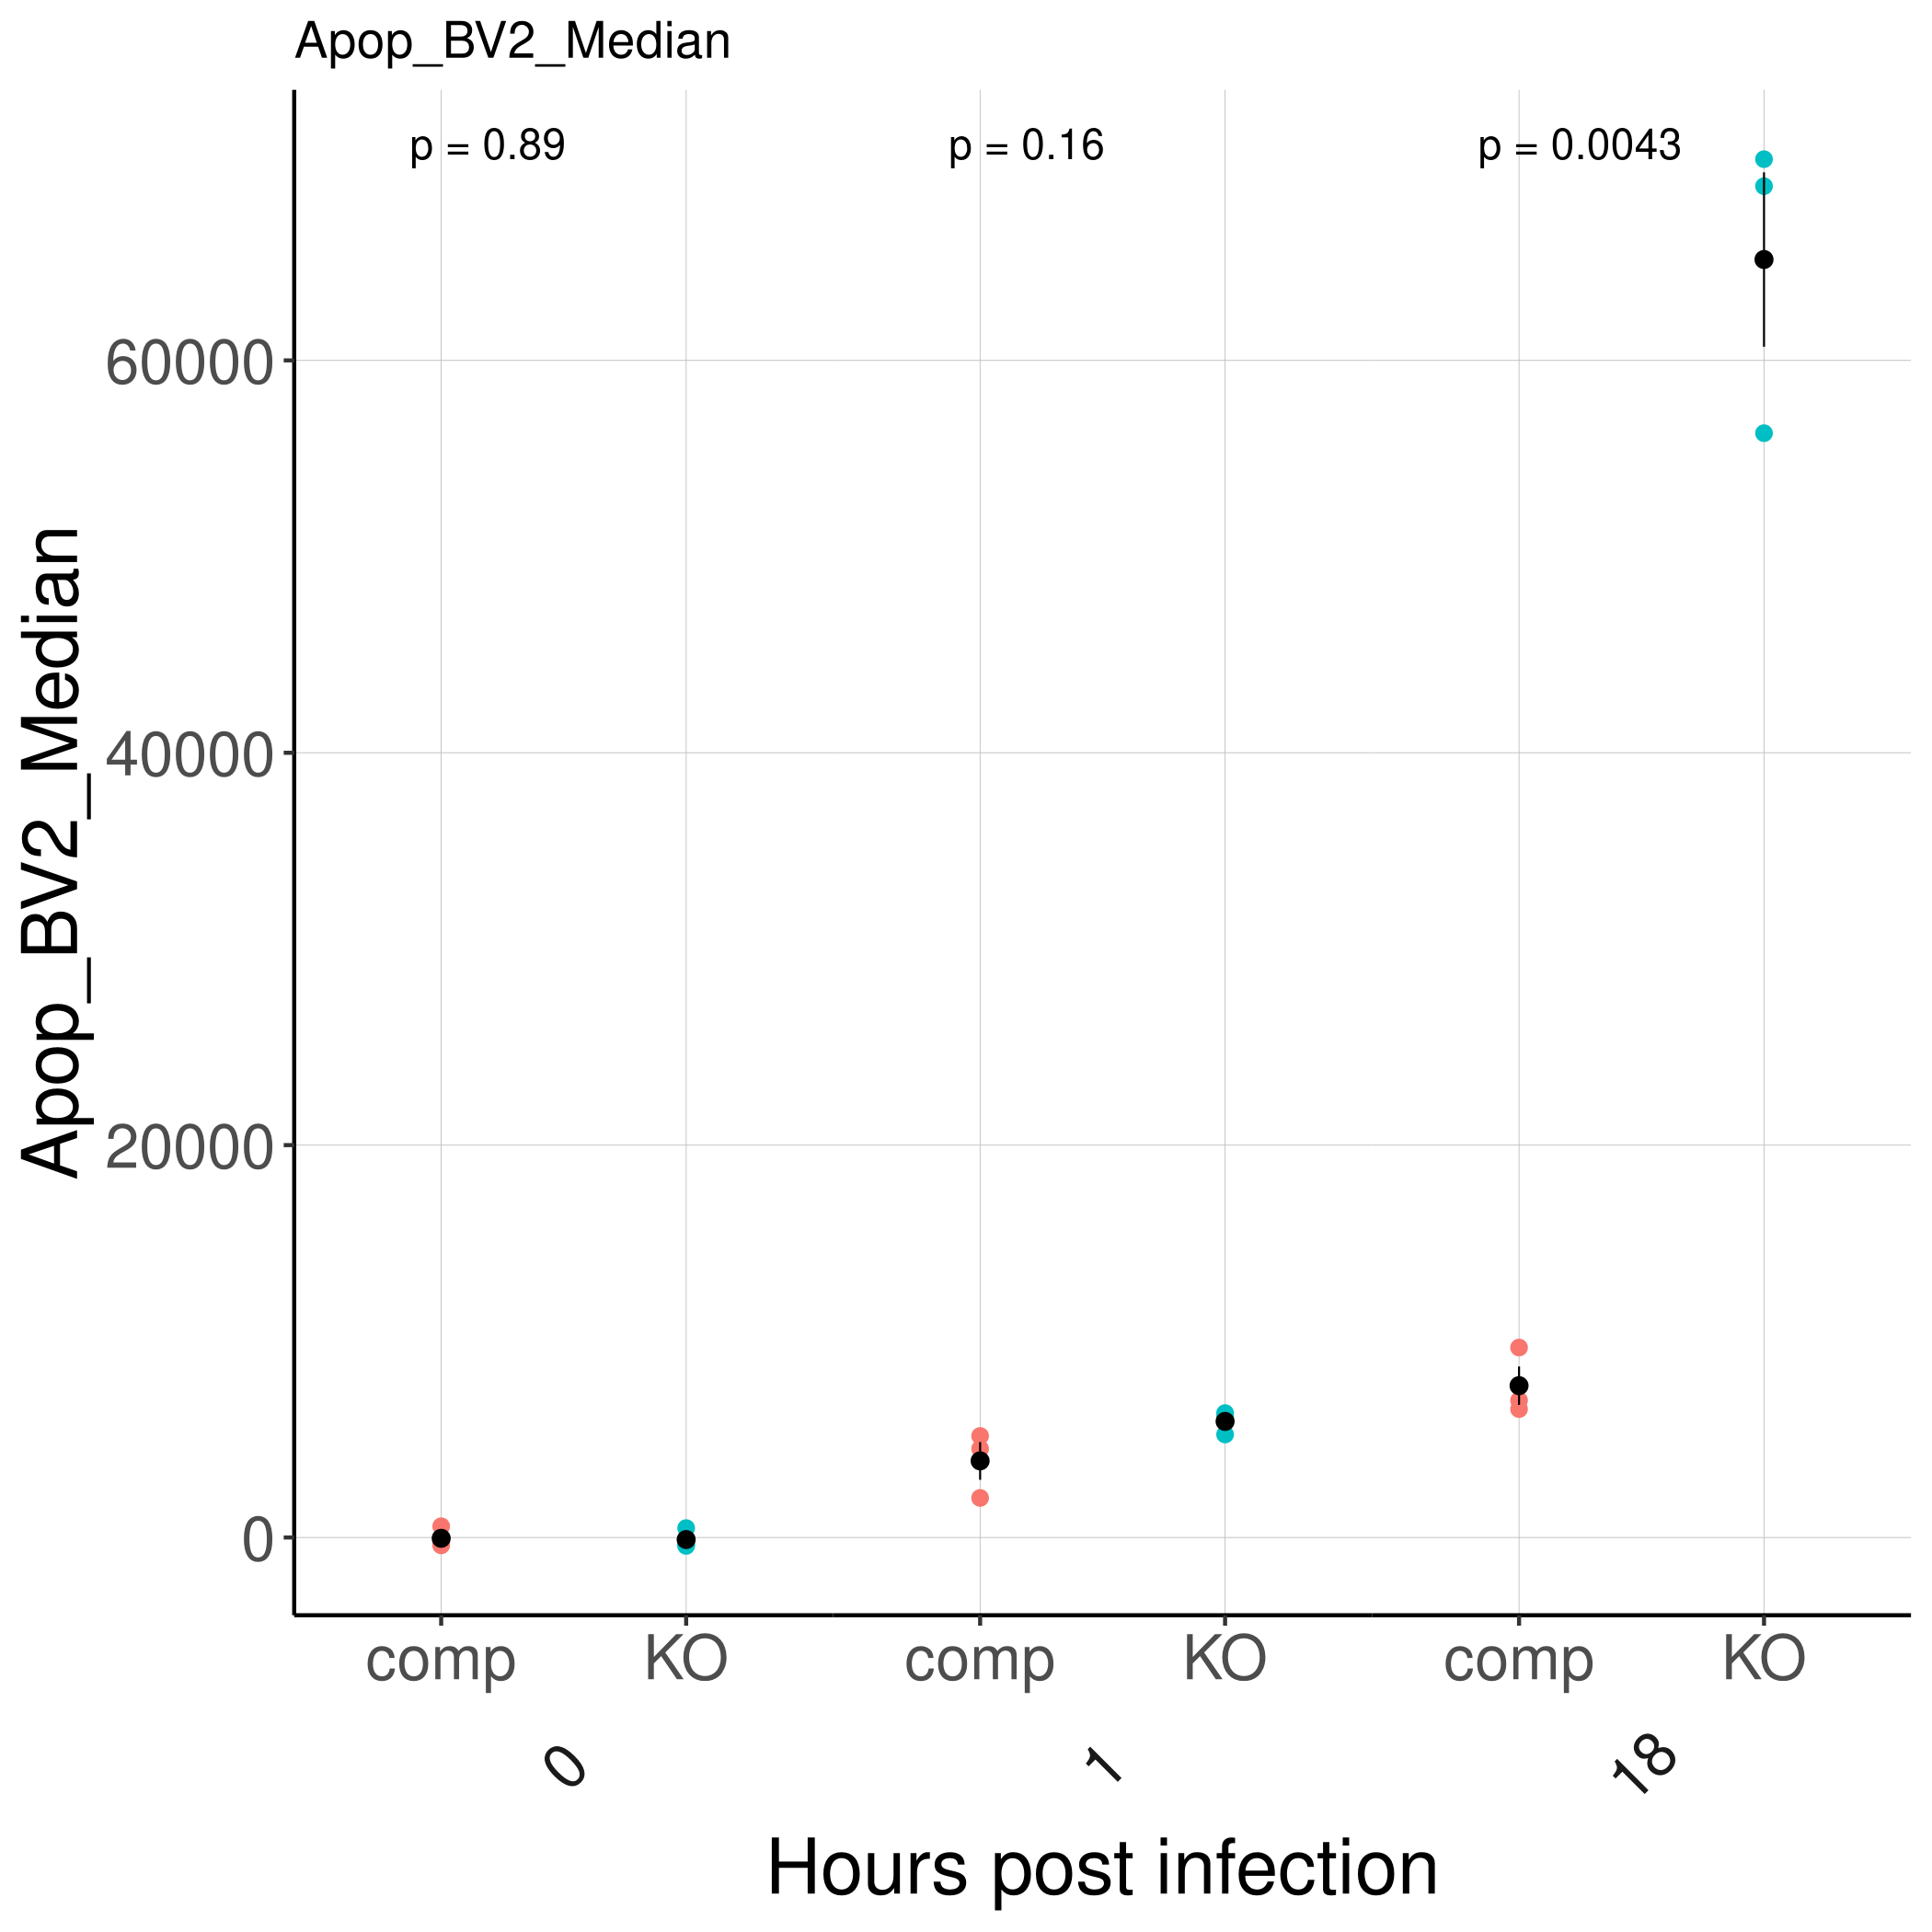 Apop_BV2_Median
p = 0.89 p = 0.16 p = 0.0043
Apop_BV2_Median
60000
40000
20000
0
comp KO comp KO comp KO
0 1 18
Hours post infection